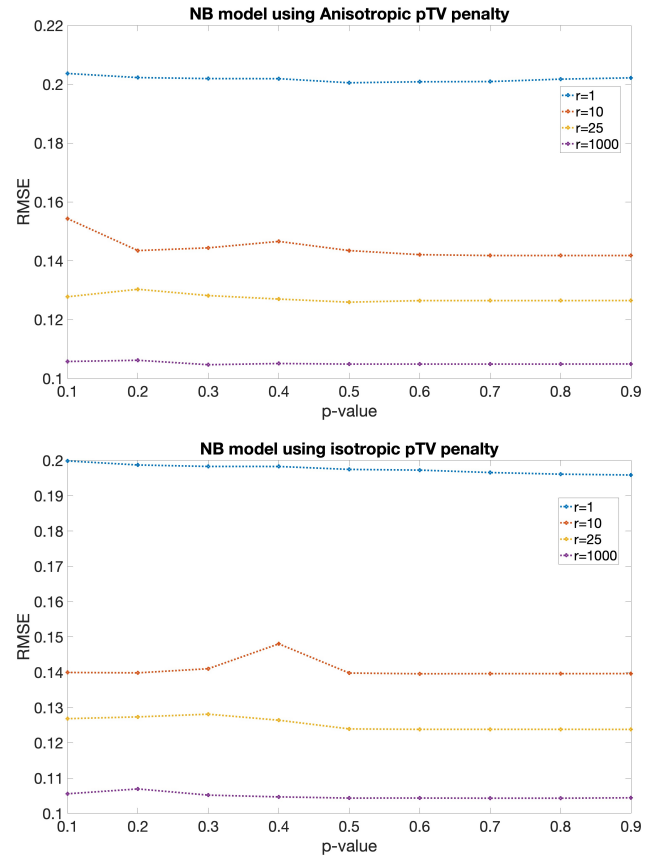 NB model using Anisotropic pTV penalty
0.22
0.2
0.18
0.16
0.14
0.12
0.1
RMSE
r=1
r=10
r=25
r=1000
0.1 0.2 0.3 0.4 0.5 0.6 0.7 0.8 0.9
p-value
NB model using isotropic pTV penalty
0.2
0.19
0.18
0.17
0.16
0.15
0.14
0.13
0.12
0.11
0.1
RMSE
r=1
r=10
r=25
r=1000
0.1 0.2 0.3 0.4 0.5 0.6 0.7 0.8 0.9
p-value